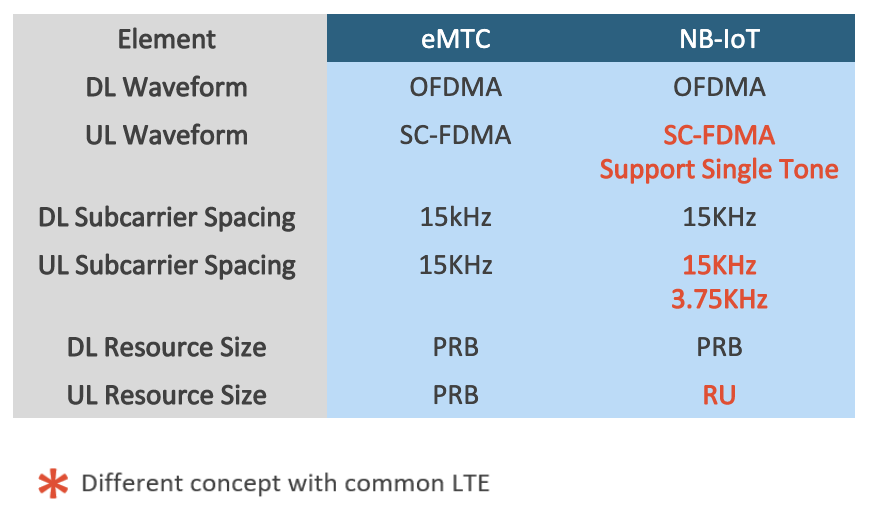 Element eMTC NB-IoT
DL Waveform OFDMA OFDMA
UL Waveform SC-FDMA SC-FDMA
Support Single Tone
DL Subcarrier Spacing 15kHz 15KHz
UL Subcarrier Spacing 15KHz 15KHz
3.75KHz
DL Resource Size PRB PRB
UL Resource Size PRB RU
* Different concept with common LTE